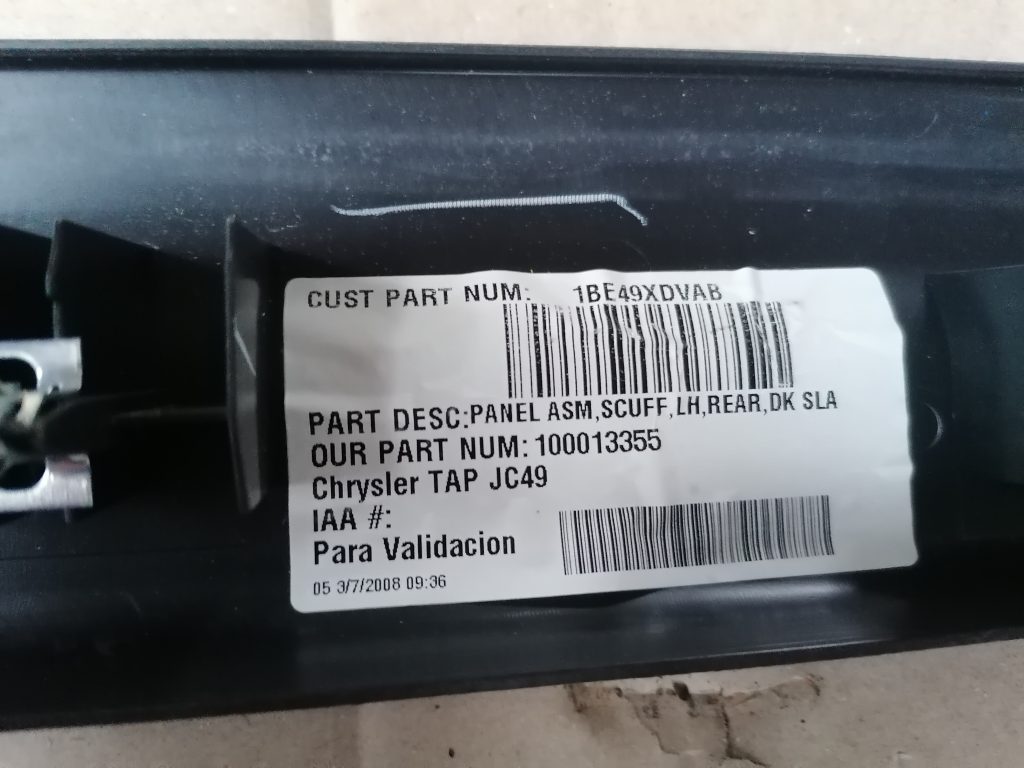 CUST PART NUM: 1BE49XDVAB
PART DESC:PANEL ASM,SCUFF,LH,REAR,DK SLA
OUR PART NUM: 100013355
Chrysler TAP JC49
IAA #:
Para Validacion
05 3/7/2008 09:36